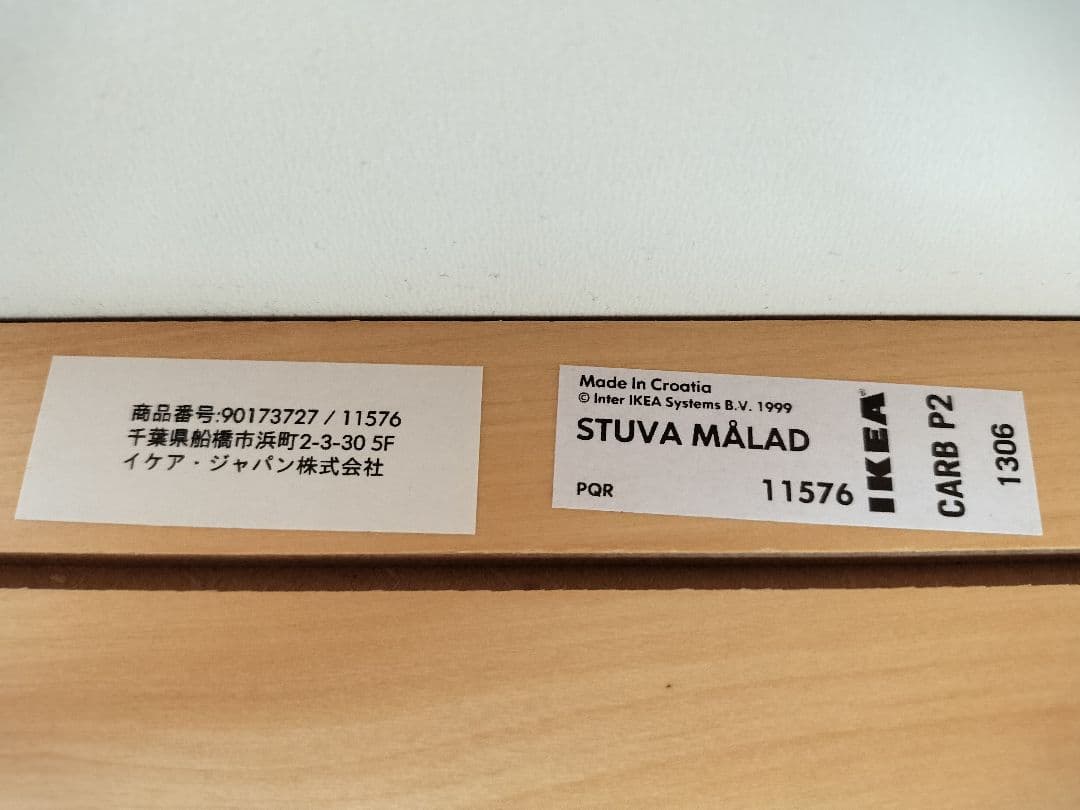 商品番号:90173727 / 11576
千葉県船橋市浜町2-3-30 5F
イケア・ジャパン株式会社
Made In Croatia
© Inter IKEA Systems B.V. 1999
STUVA MÅLAD
PQR
11576
IKEA®
CARB P2
1306